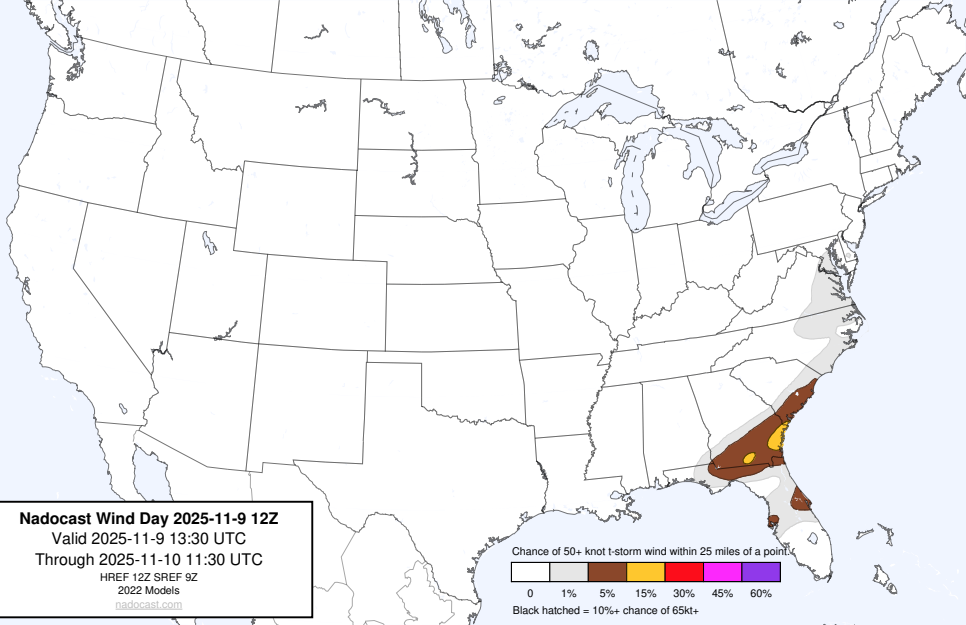 Nadocast Wind Day 2025-11-9 12Z
Valid 2025-11-9 13:30 UTC
Through 2025-11-10 11:30 UTC
HREF 12Z SREF 9Z
2022 Models
nadocast.com
Chance of 50+ knot t-storm wind within 25 miles of a point.
0 1% 5% 15% 30% 45% 60%
Black hatched = 10%+ chance of 65kt+